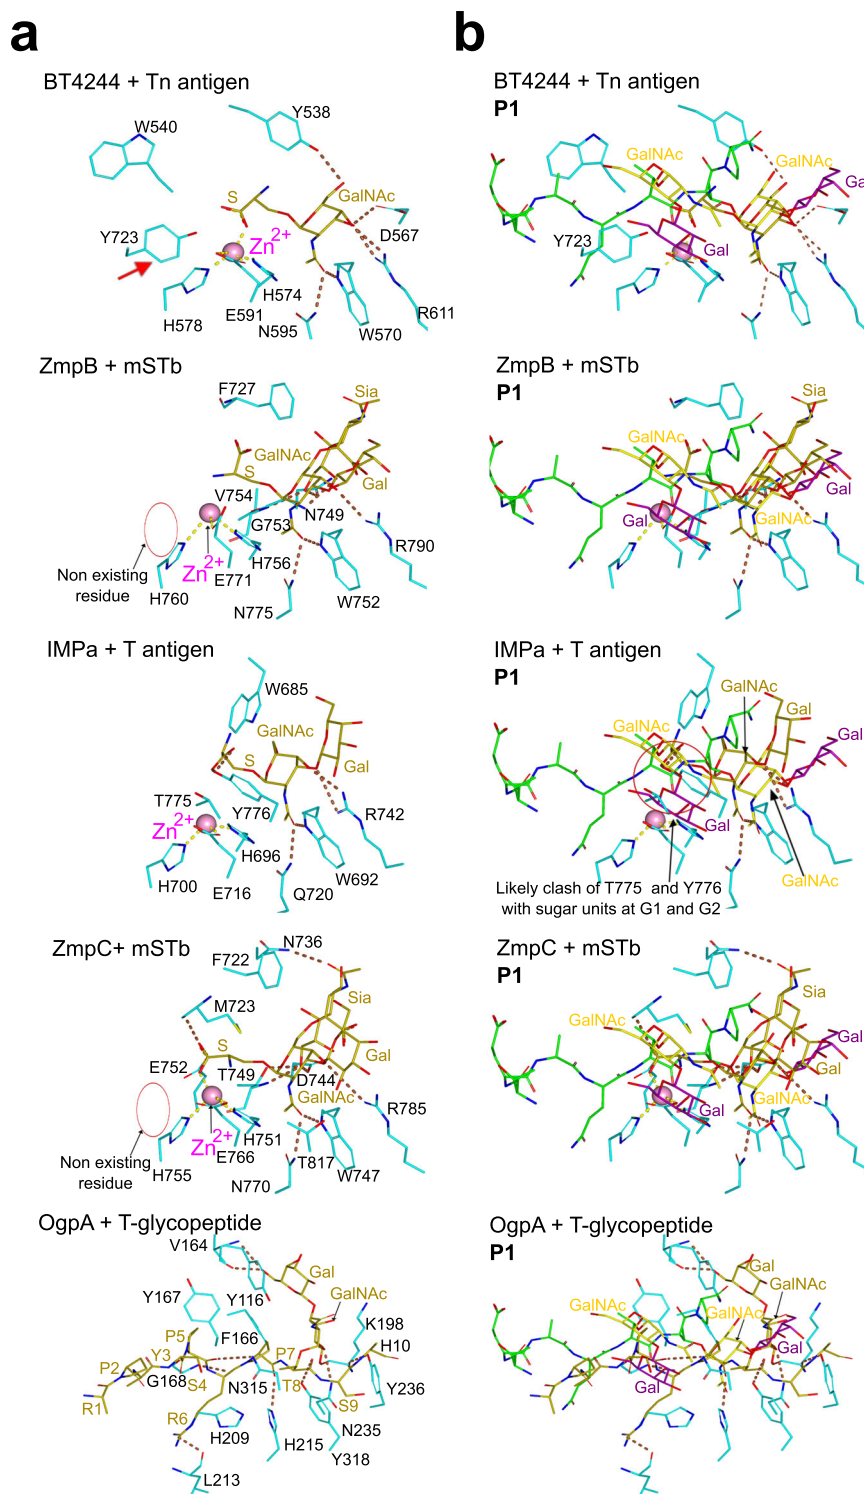 a
BT4244 + Tn antigen
Y538
W540
S
GalNAc
Y723
Zn2+
D567
H574
H578
E591
N595
W570
R611
ZmpB + mSTb
F727
Sia
GalNAc
S
Gal
V754
N749
G753
R790
Non existing
residue
Zn2+
H756
E771
H760
W752
N775
IMPa + T antigen
W685
GalNAc
S
Gal
T775
Y776
R742
Zn2+
H696
H700
W692
E716
Q720
ZmpC+ mSTb
N736
F722
M723
Sia
S
Gal
E752
T749
D744
GalNAc
R785
Zn2+
H751
Non existing
residue
E766
T817
H755
W747
N770
OgpA + T-glycopeptide
V164
Gal
GalNAc
Y167
Y116
K198
P5
F166
H10
Y3
P7
P2
G168
S4
N315
T8
Y236
R1
S9
R6
H209
N235
H215
Y318
L213
b
BT4244 + Tn antigen
P1
GalNAc
GalNAc
Ga
Y723
Gal
ZmpB + mSTb
P1
Sia
GalNAc
Gal
Gal
GalNAc
IMPa + T antigen
P1
GalNAc
Gal
GalNAc
Gal
Gal
GalNAc
Likely clash of T775 and Y776
with sugar units at G1 and G2
ZmpC + mSTb
P1
Sia
GalNAc
Gal
Gal
Gal
GalNAc
OgpA + T-glycopeptide
P1
Gal
GalNAc
GalNAc
GalNAc
Gal
Gal